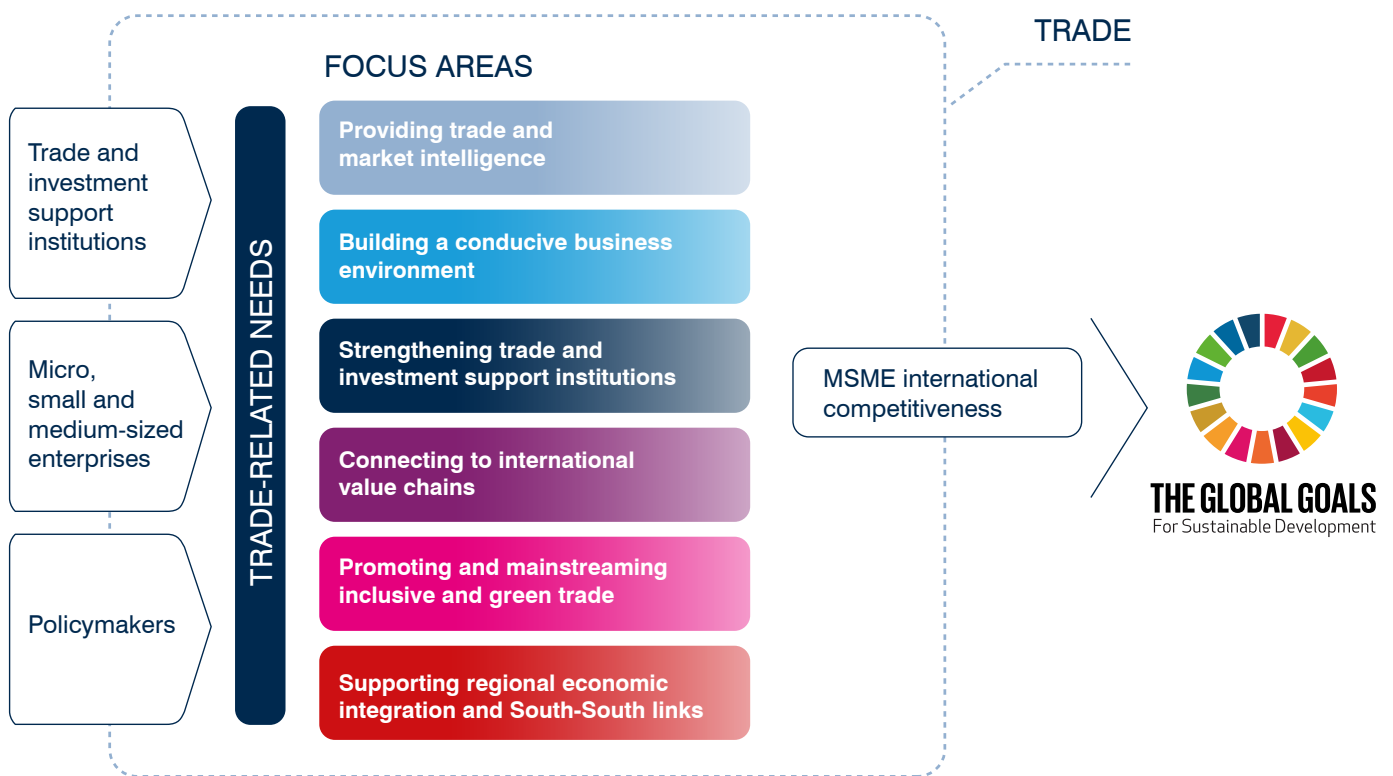 TRADE
FOCUS AREAS
Trade and
investment
support
institutions
Micro,
small and
medium-sized
enterprises
Policymakers
TRADE-RELATED NEEDS
Providing trade and
market intelligence
Building a conducive business
environment
Strengthening trade and
investment support institutions
Connecting to international
value chains
Promoting and mainstreaming
inclusive and green trade
Supporting regional economic
integration and South-South links
MSME international
competitiveness
THE GLOBAL GOALS
For Sustainable Development